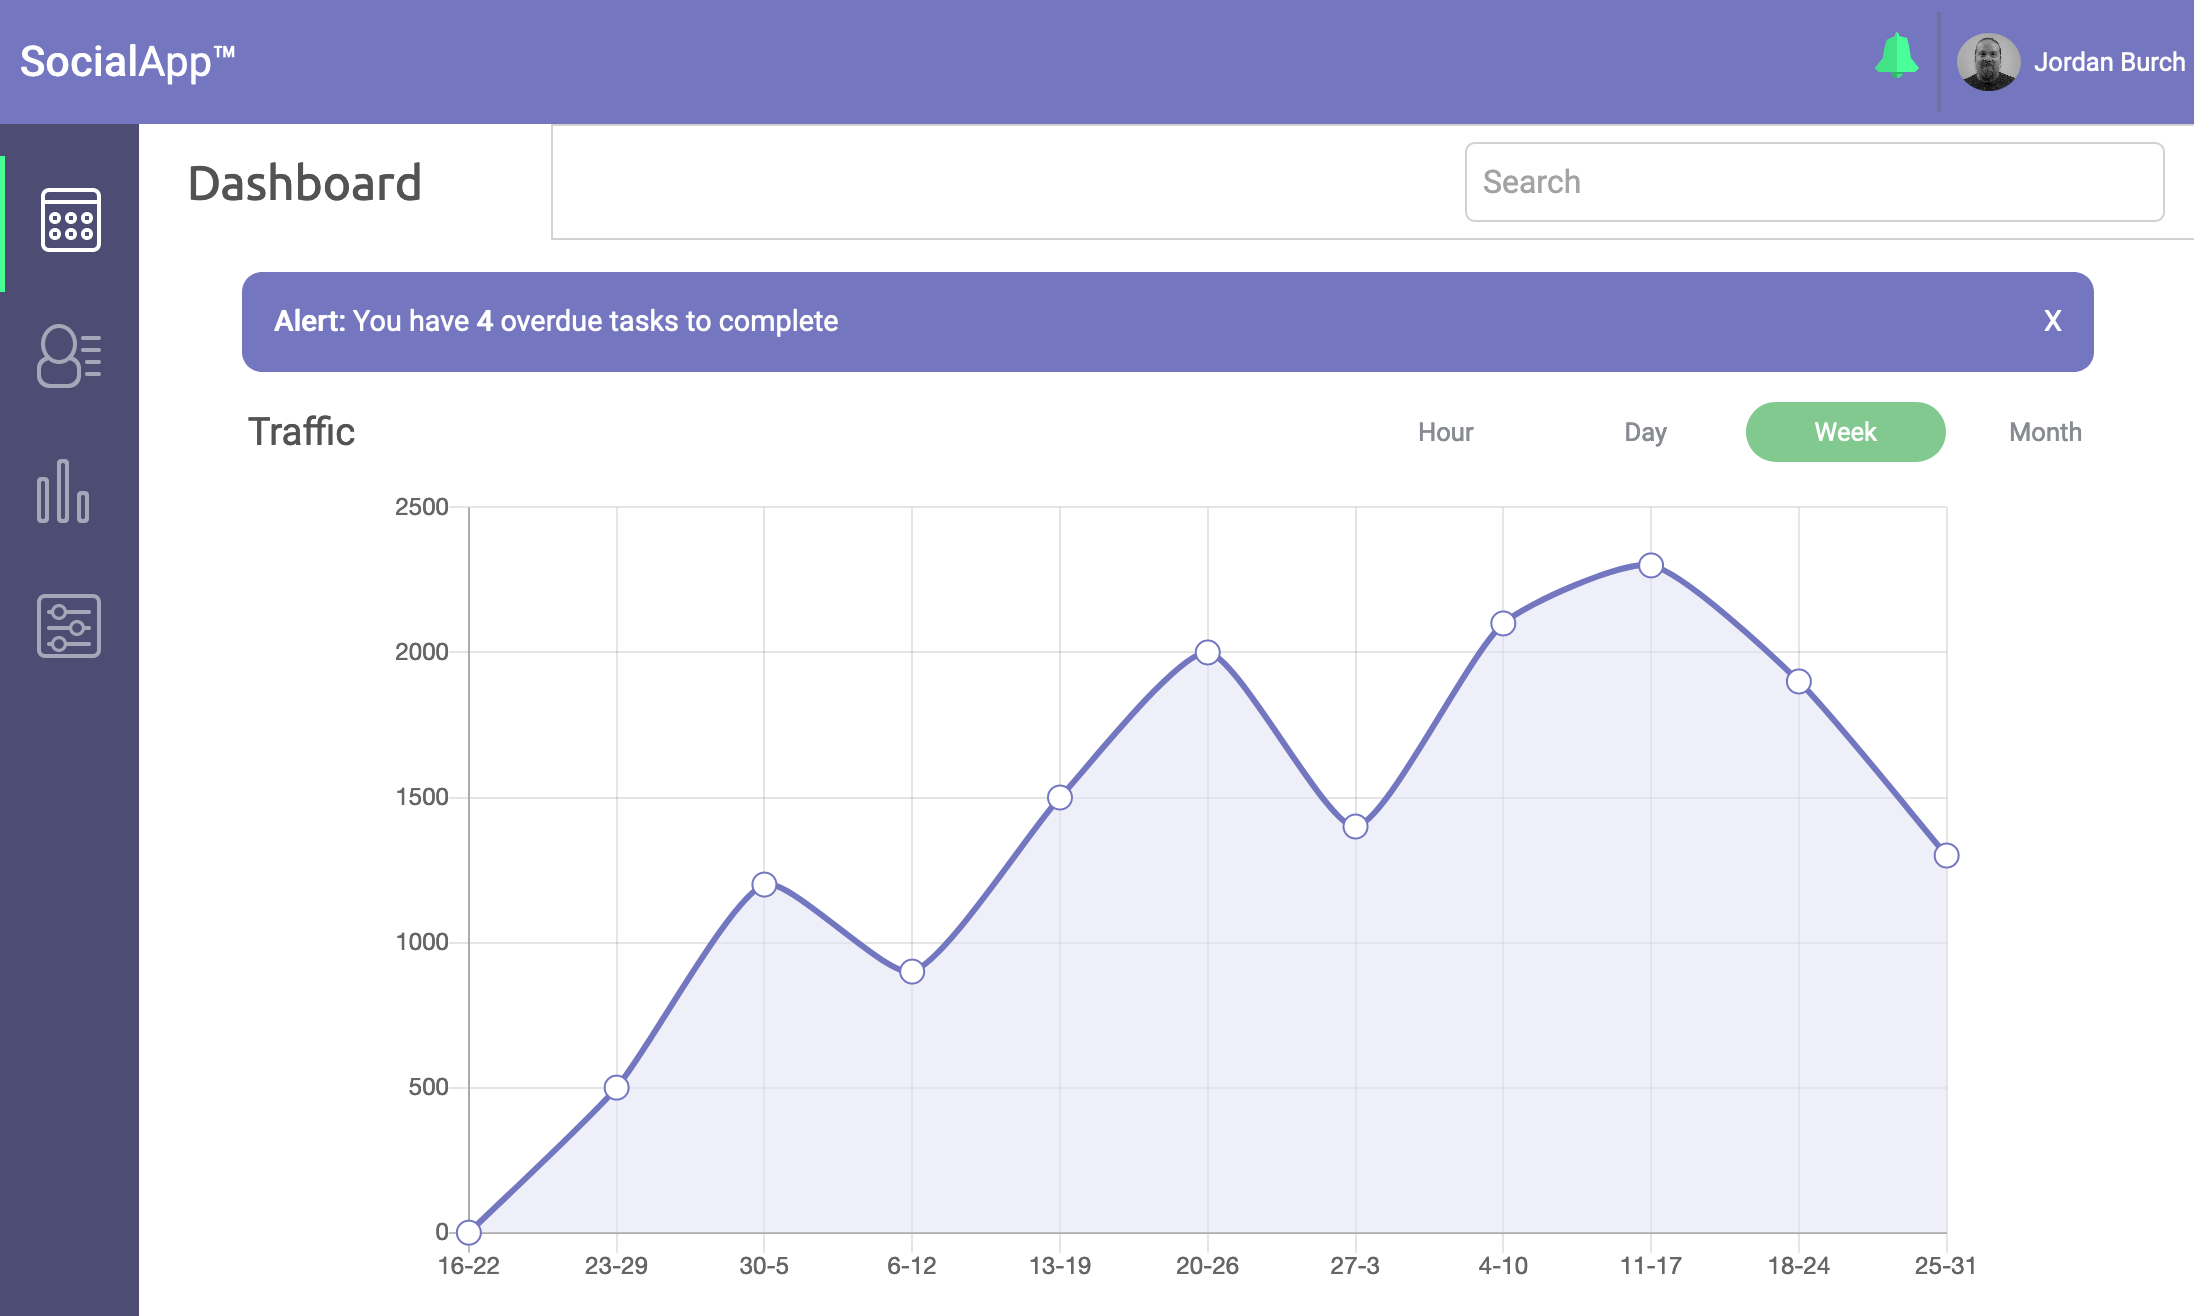 SocialApp™
Jordan Burch
Dashboard
Search
Alert: You have 4 overdue tasks to complete
X
Traffic
Hour
Day
Week
Month
2500
2000
1500
1000
500
0
16-22
23-29
30-5
6-12
13-19
20-26
27-3
4-10
11-17
18-24
25-31